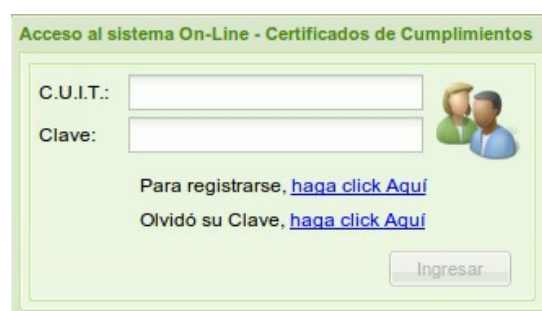 Acceso al sistema On-Line - Certificados de Cumplimientos
C.U.I.T.:
Clave:
Para registrarse, haga click Aquí
Olvidó su Clave, haga click Aquí
Ingresar